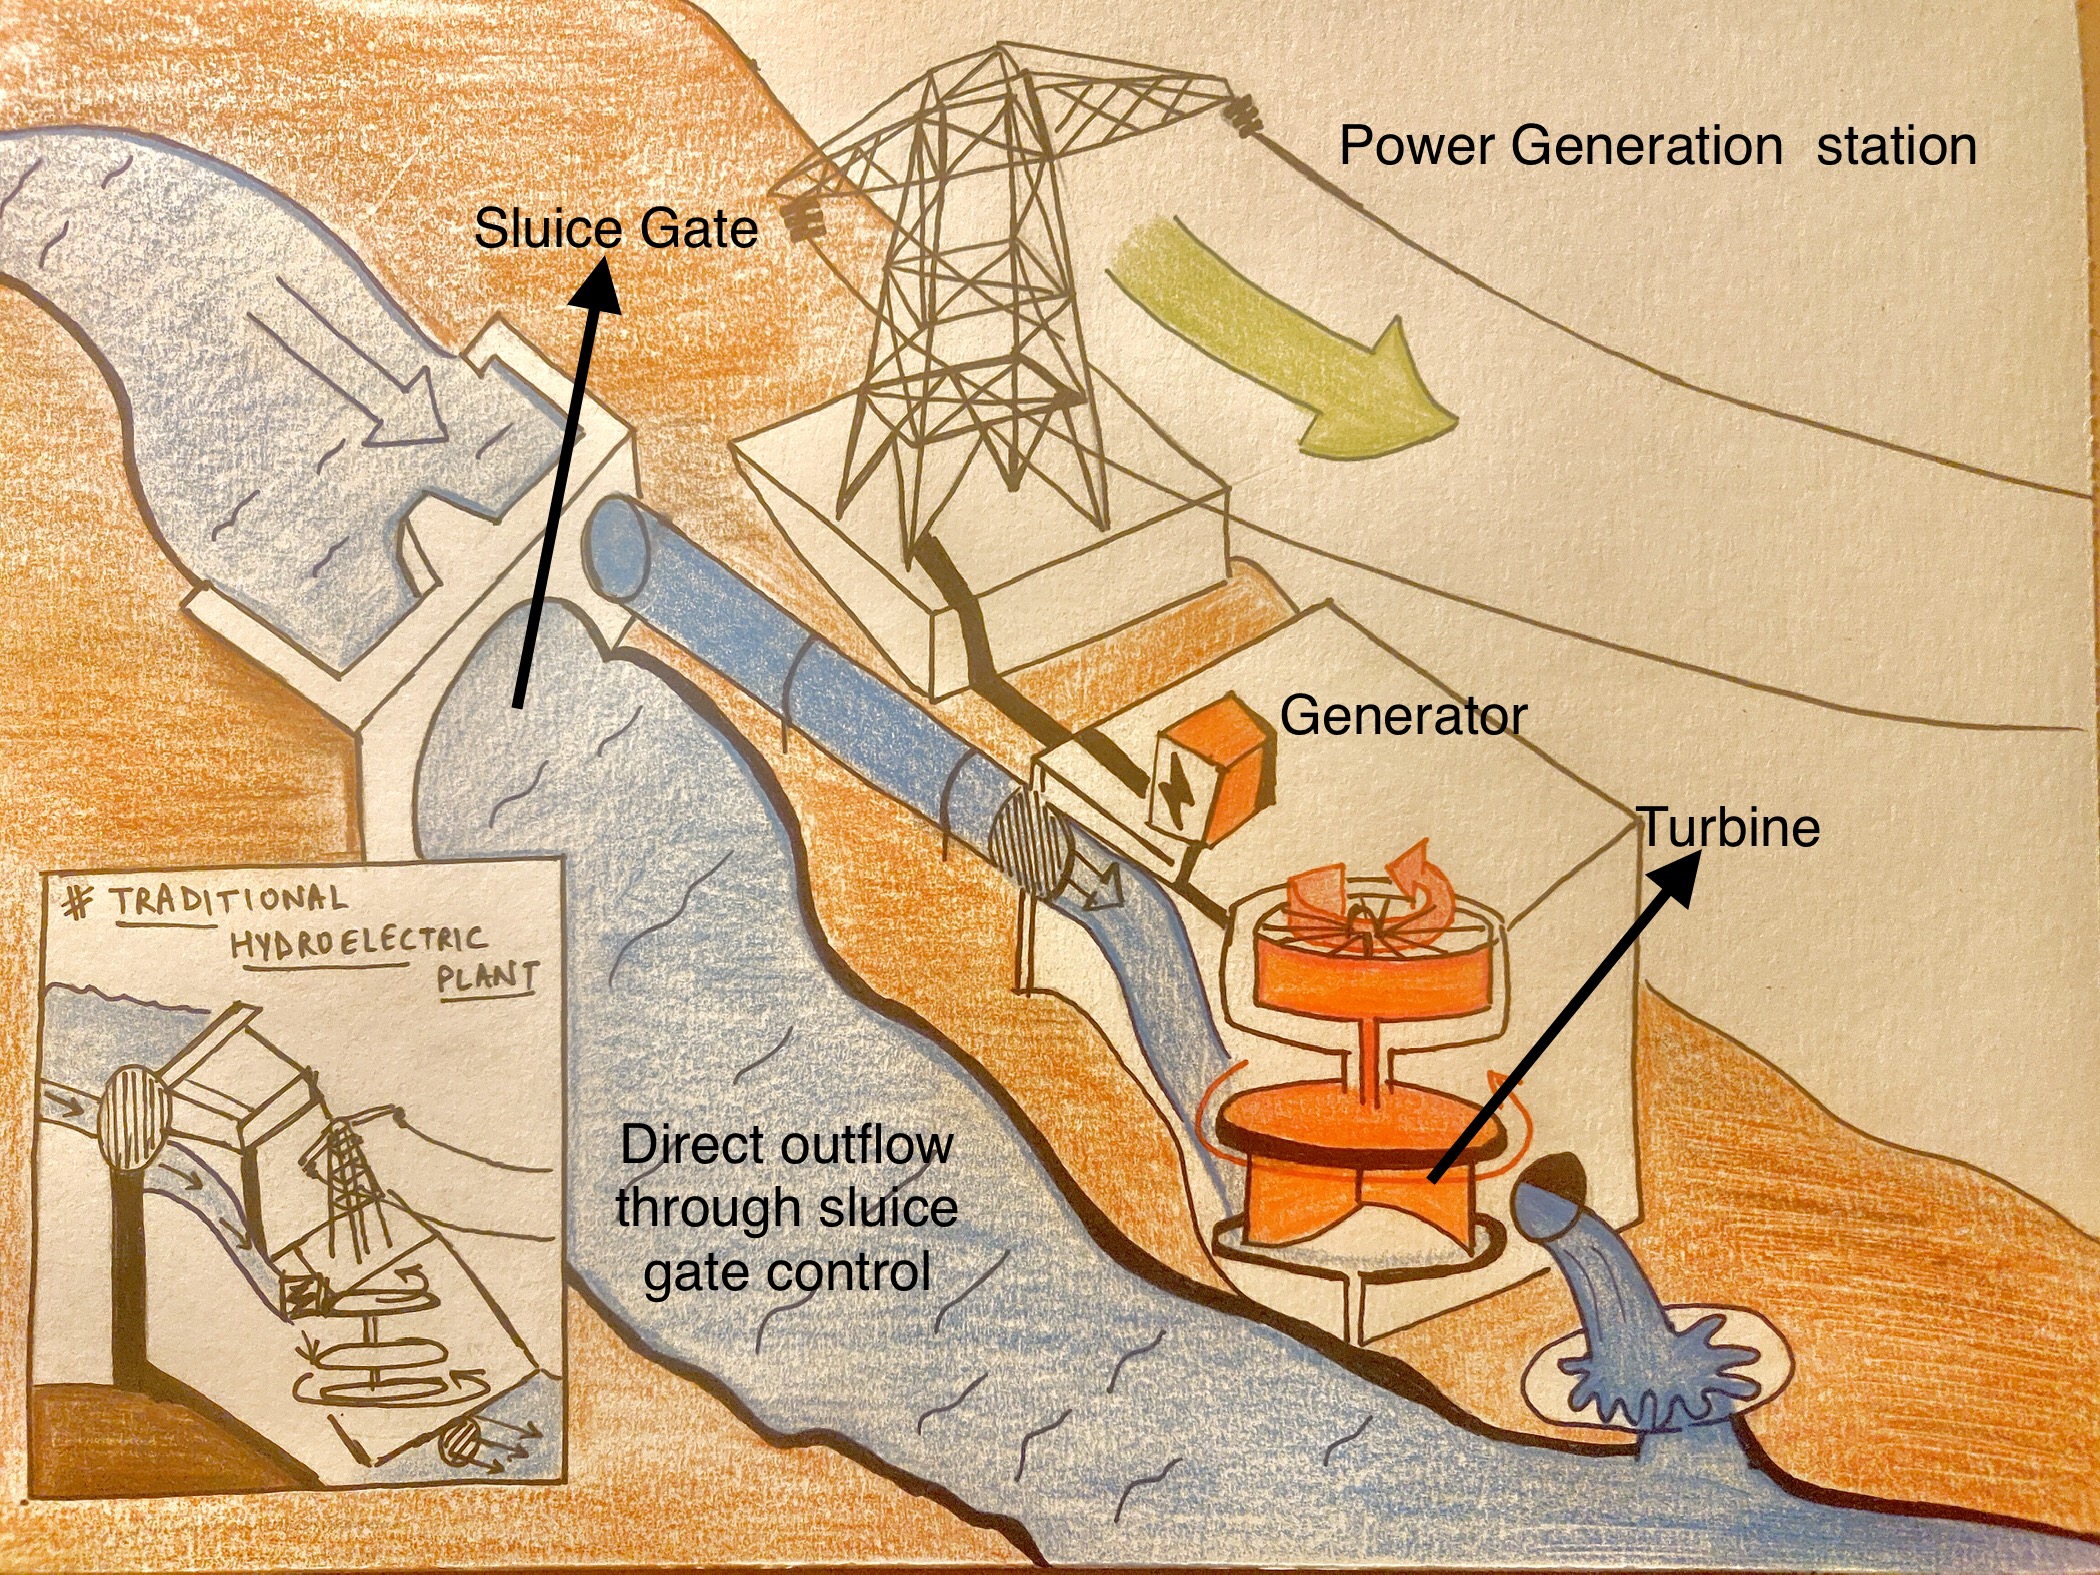 Power Generation  station
Sluice Gate
Generator
Turbine
# TRADITIONAL
HYDROELECTRIC
PLANT
Direct outflow
through sluice
gate control